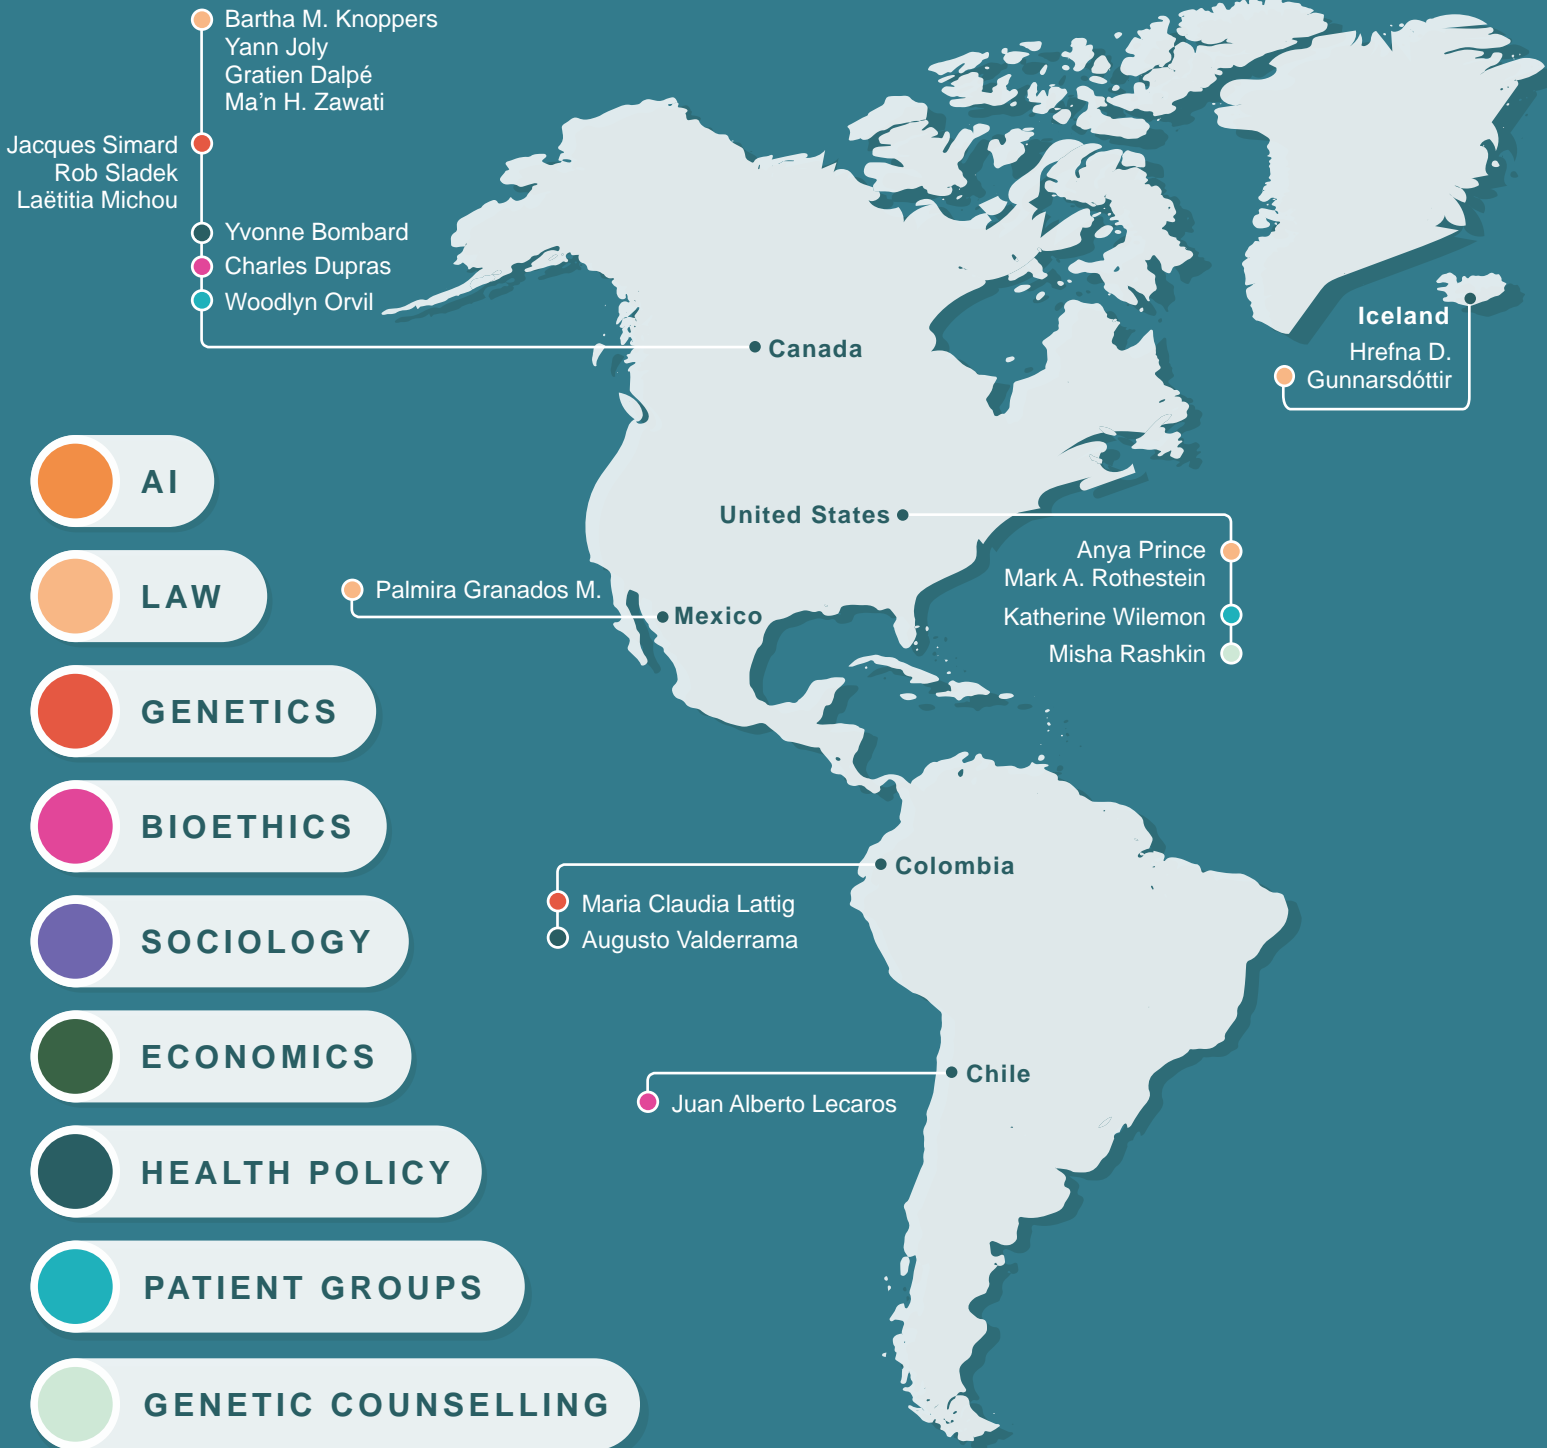 Bartha M. Knoppers
Yann Joly
Gratien Dalpé
Ma'n H. Zawati
Jacques Simard
Rob Sladek
Laëtitia Michou
Yvonne Bombard
Charles Dupras
Woodlyn Orvil
Canada
Iceland
Hrefna D.
Gunnarsdóttir
United States
Anya Prince
Mark A. Rothestein
Katherine Wilemon
Misha Rashkin
Palmira Granados M.
Mexico
Colombia
Maria Claudia Lattig
Augusto Valderrama
Chile
Juan Alberto Lecaros
AI
LAW
GENETICS
BIOETHICS
SOCIOLOGY
ECONOMICS
HEALTH POLICY
PATIENT GROUPS
GENETIC COUNSELLING